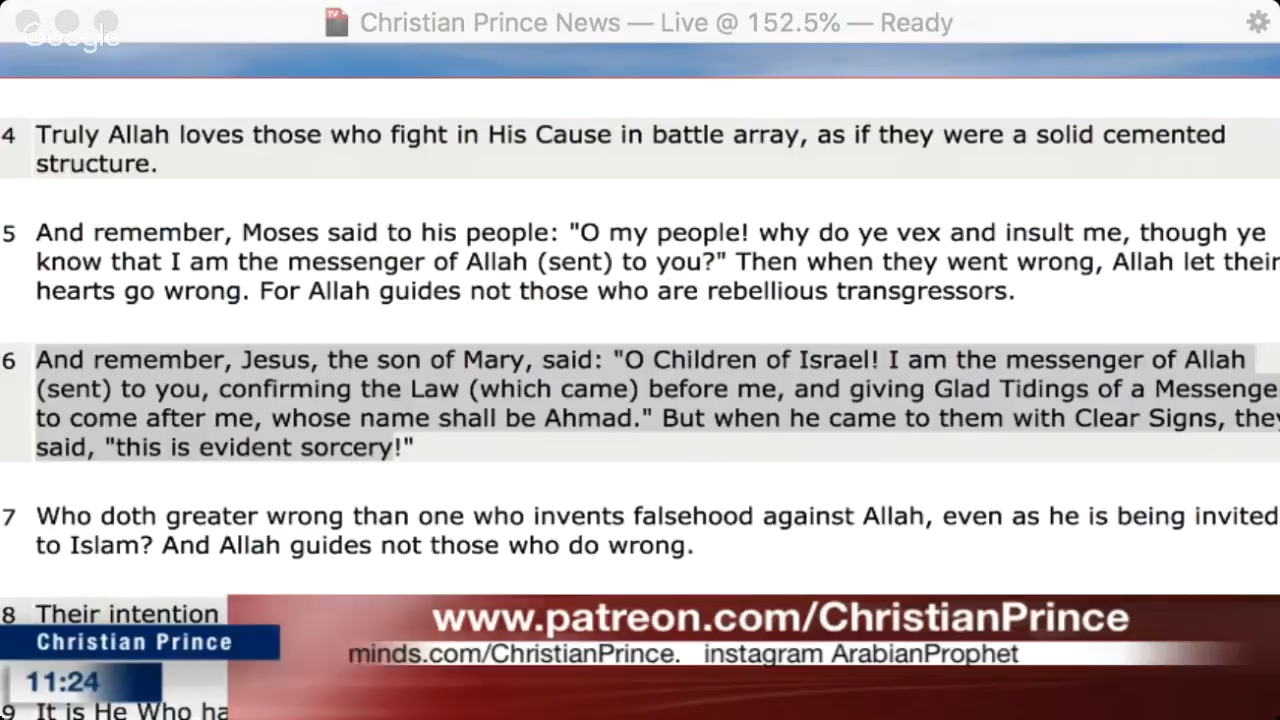 TV Christian Prince News — Live @ 152.5% — Ready
Google
4 Truly Allah loves those who fight in His Cause in battle array, as if they were a solid cemented
structure.
5 And remember, Moses said to his people: "O my people! why do ye vex and insult me, though ye
know that I am the messenger of Allah (sent) to you?" Then when they went wrong, Allah let their
hearts go wrong. For Allah guides not those who are rebellious transgressors.
6 And remember, Jesus, the son of Mary, said: "O Children of Israel! I am the messenger of Allah
(sent) to you, confirming the Law (which came) before me, and giving Glad Tidings of a Messenge
to come after me, whose name shall be Ahmad." But when he came to them with Clear Signs, they
said, "this is evident sorcery!"
7 Who doth greater wrong than one who invents falsehood against Allah, even as he is being invited
to Islam? And Allah guides not those who do wrong.
8 Their intention
www.patreon.com/ChristianPrince
Christian Prince
minds.com/ChristianPrince. instagram ArabianProphet
11:24
9 It is He Who ha